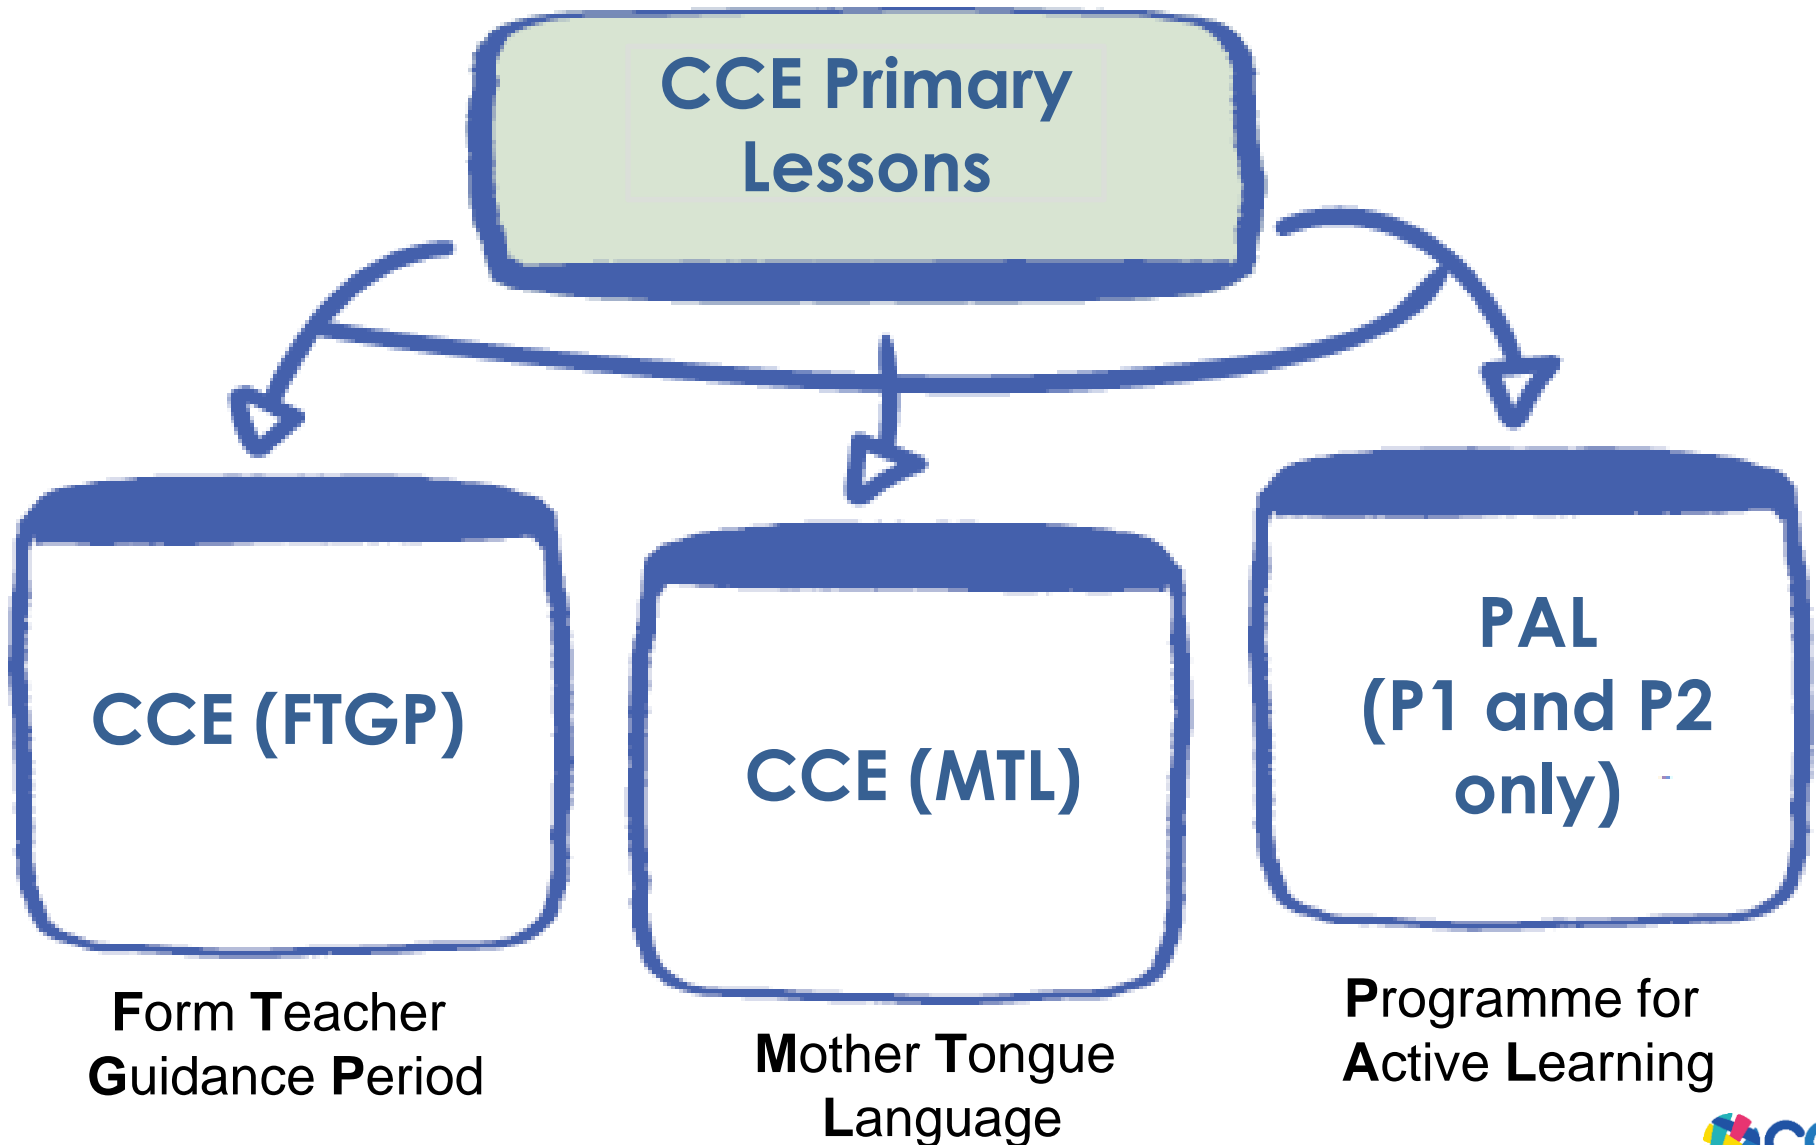 CCE Primary
Lessons
CCE (FTGP)
CCE (MTL)
PAL
(P1 and P2
only)
Form Teacher
Guidance Period
Mother Tongue
Language
Programme for
Active Learning